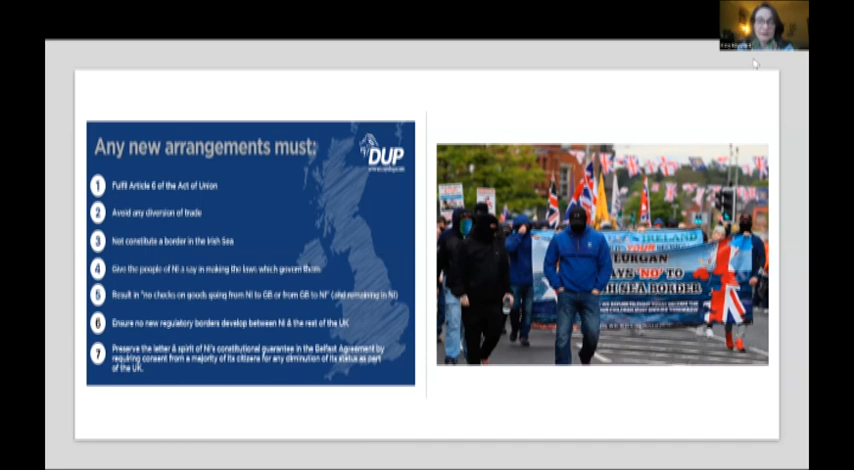 Any new arrangements must:
DUP
1 Fulfil Article 6 of the Act of Union
2 Avoid any diversion of trade
3 Not constitute a border in the Irish Sea
4 Give the people of NI a say in making the laws which govern them
5 Result in "no checks on goods going from NI to GB or from GB to NI" (and remaining in NI)
6 Ensure no new regulatory borders develop between NI & the rest of the UK
7 Preserve the letter & spirit of NI's constitutional guarantee in the Belfast Agreement by
requiring consent from a majority of its citizens for any diminution of its status as part
of the UK.
IRELAND
LURGAN
AYS "NO" TO
SH SEA BORDER